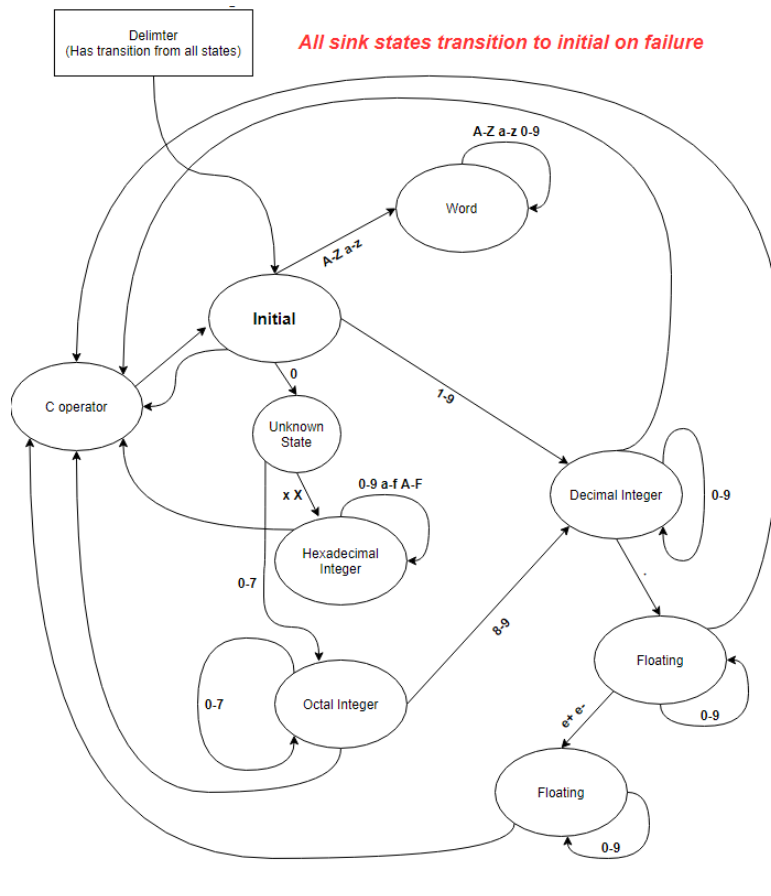 Delimter
(Has transition from all states)
All sink states transition to initial on failure
A-Z a-z 0-9
Word
A-Z a-z
Initial
0
1-9
C operator
Unknown
State
x X
0-9 a-f A-F
Hexadecimal
Integer
Decimal Integer
0-9
0-7
.
8-9
Floating
0-9
0-7
Octal Integer
e+ e-
Floating
0-9